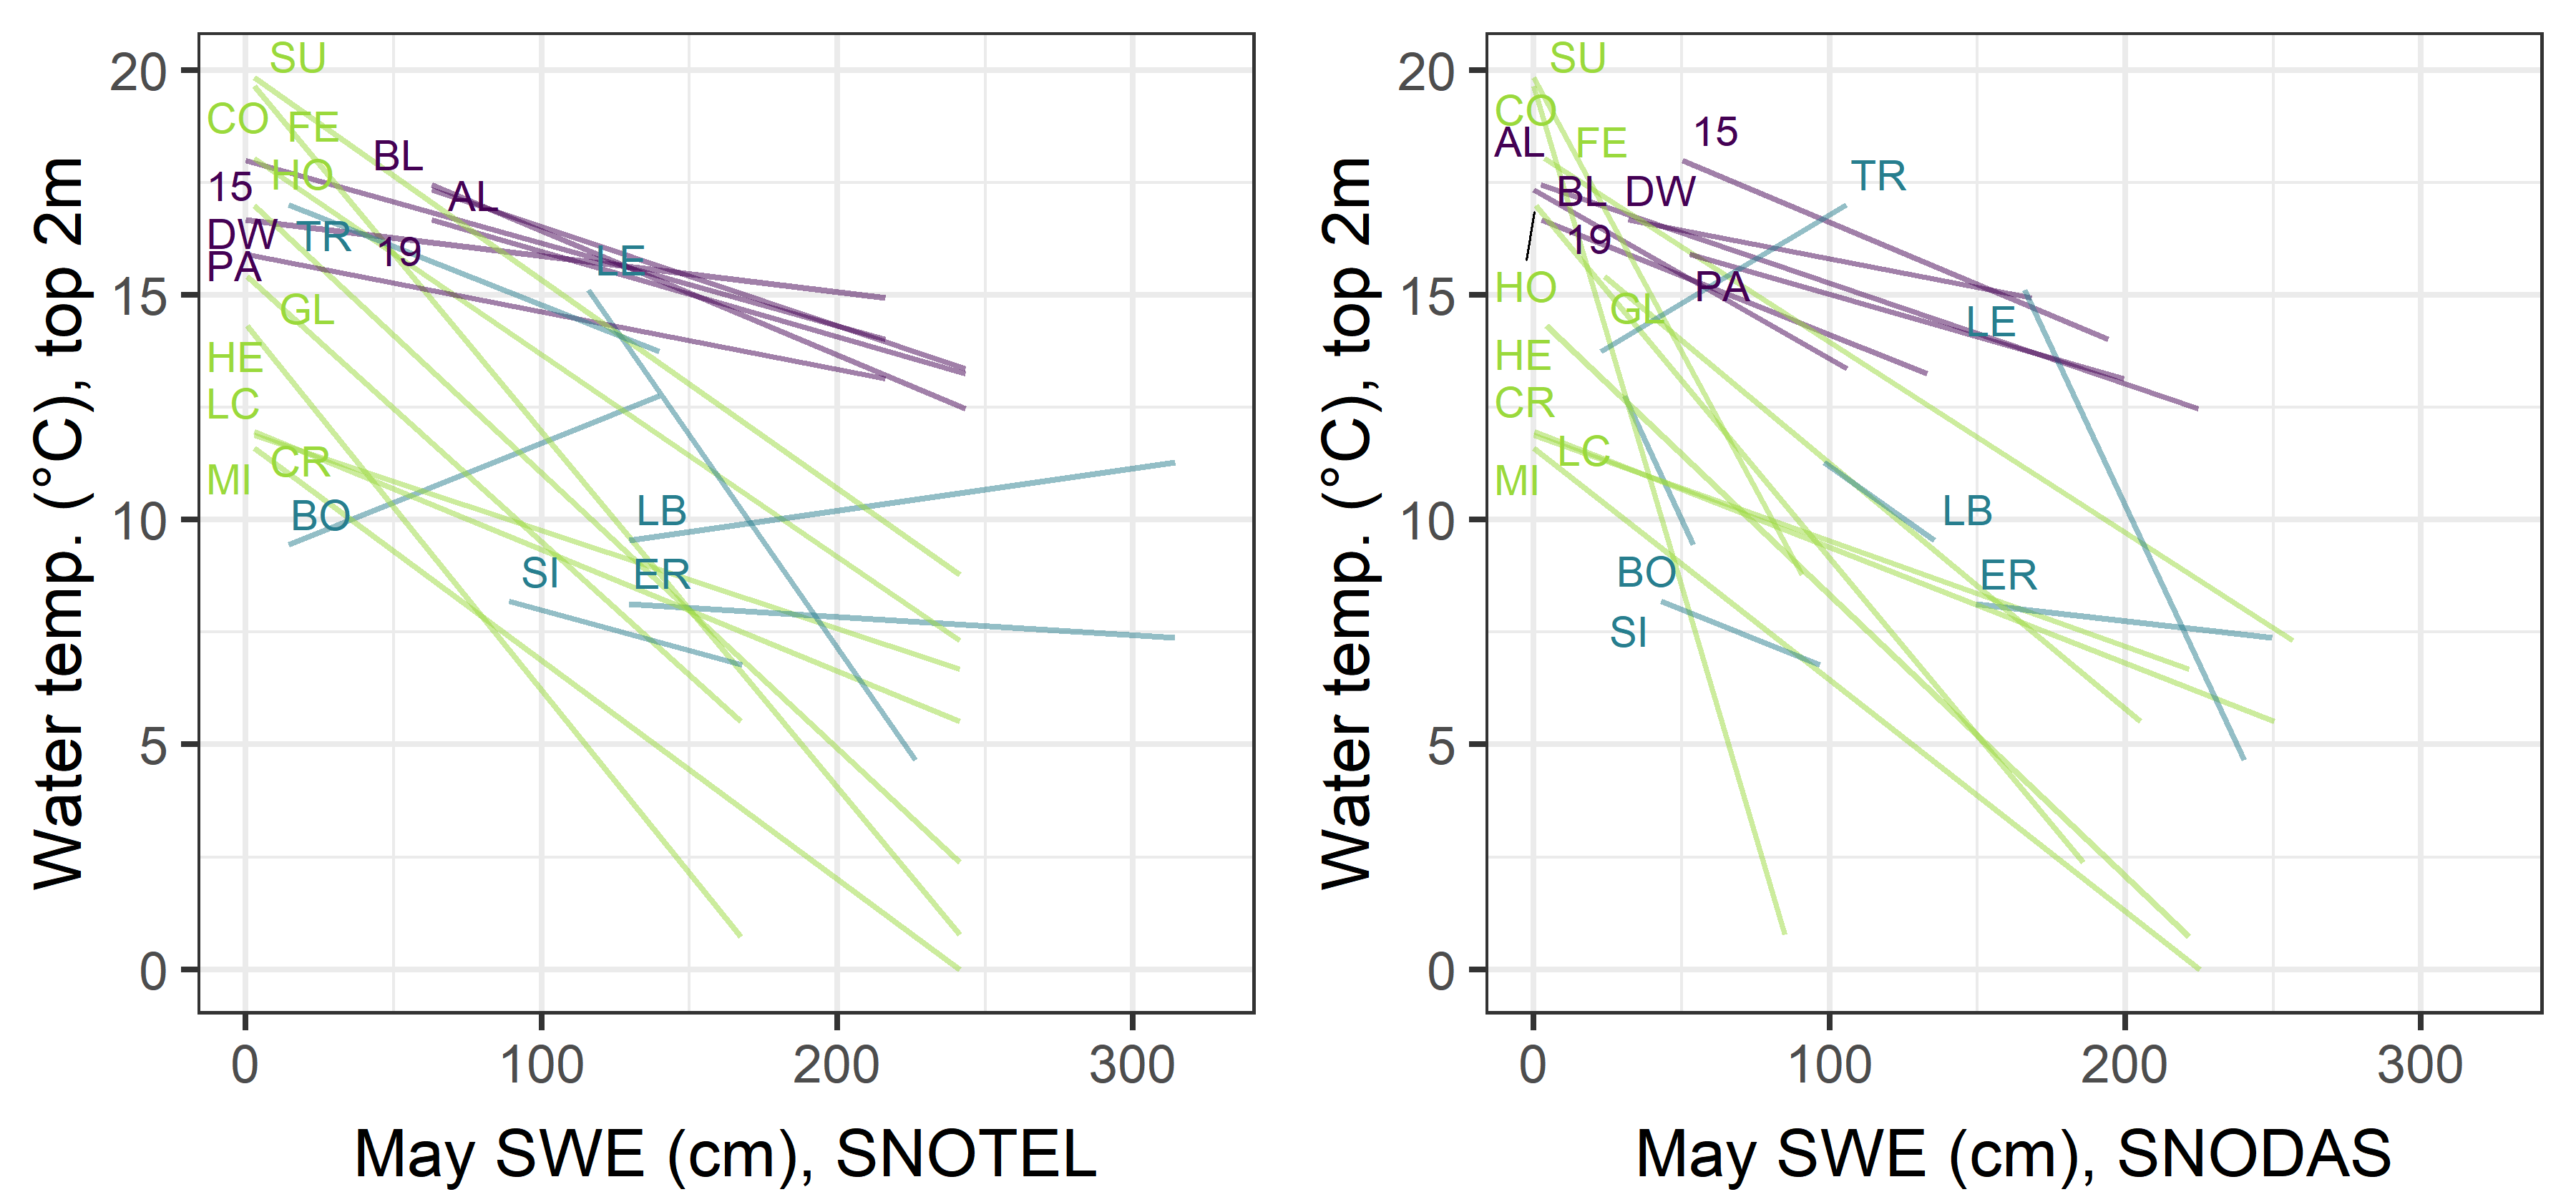 Water temp. (°C), top 2m
20
15
10
5
0
SU
CO
FE
BL
HO
15
AL
DW
TR
19
PA
LE
GL
HE
LC
CR
MI
BO
LB
SI
ER
0
100
200
300
May SWE (cm), SNOTEL
Water temp. (°C), top 2m
20
15
10
5
0
SU
CO
15
AL
FE
TR
BL
DW
19
HO
PA
GL
LE
HE
CR
LC
MI
LB
BO
ER
SI
0
100
200
300
May SWE (cm), SNODAS